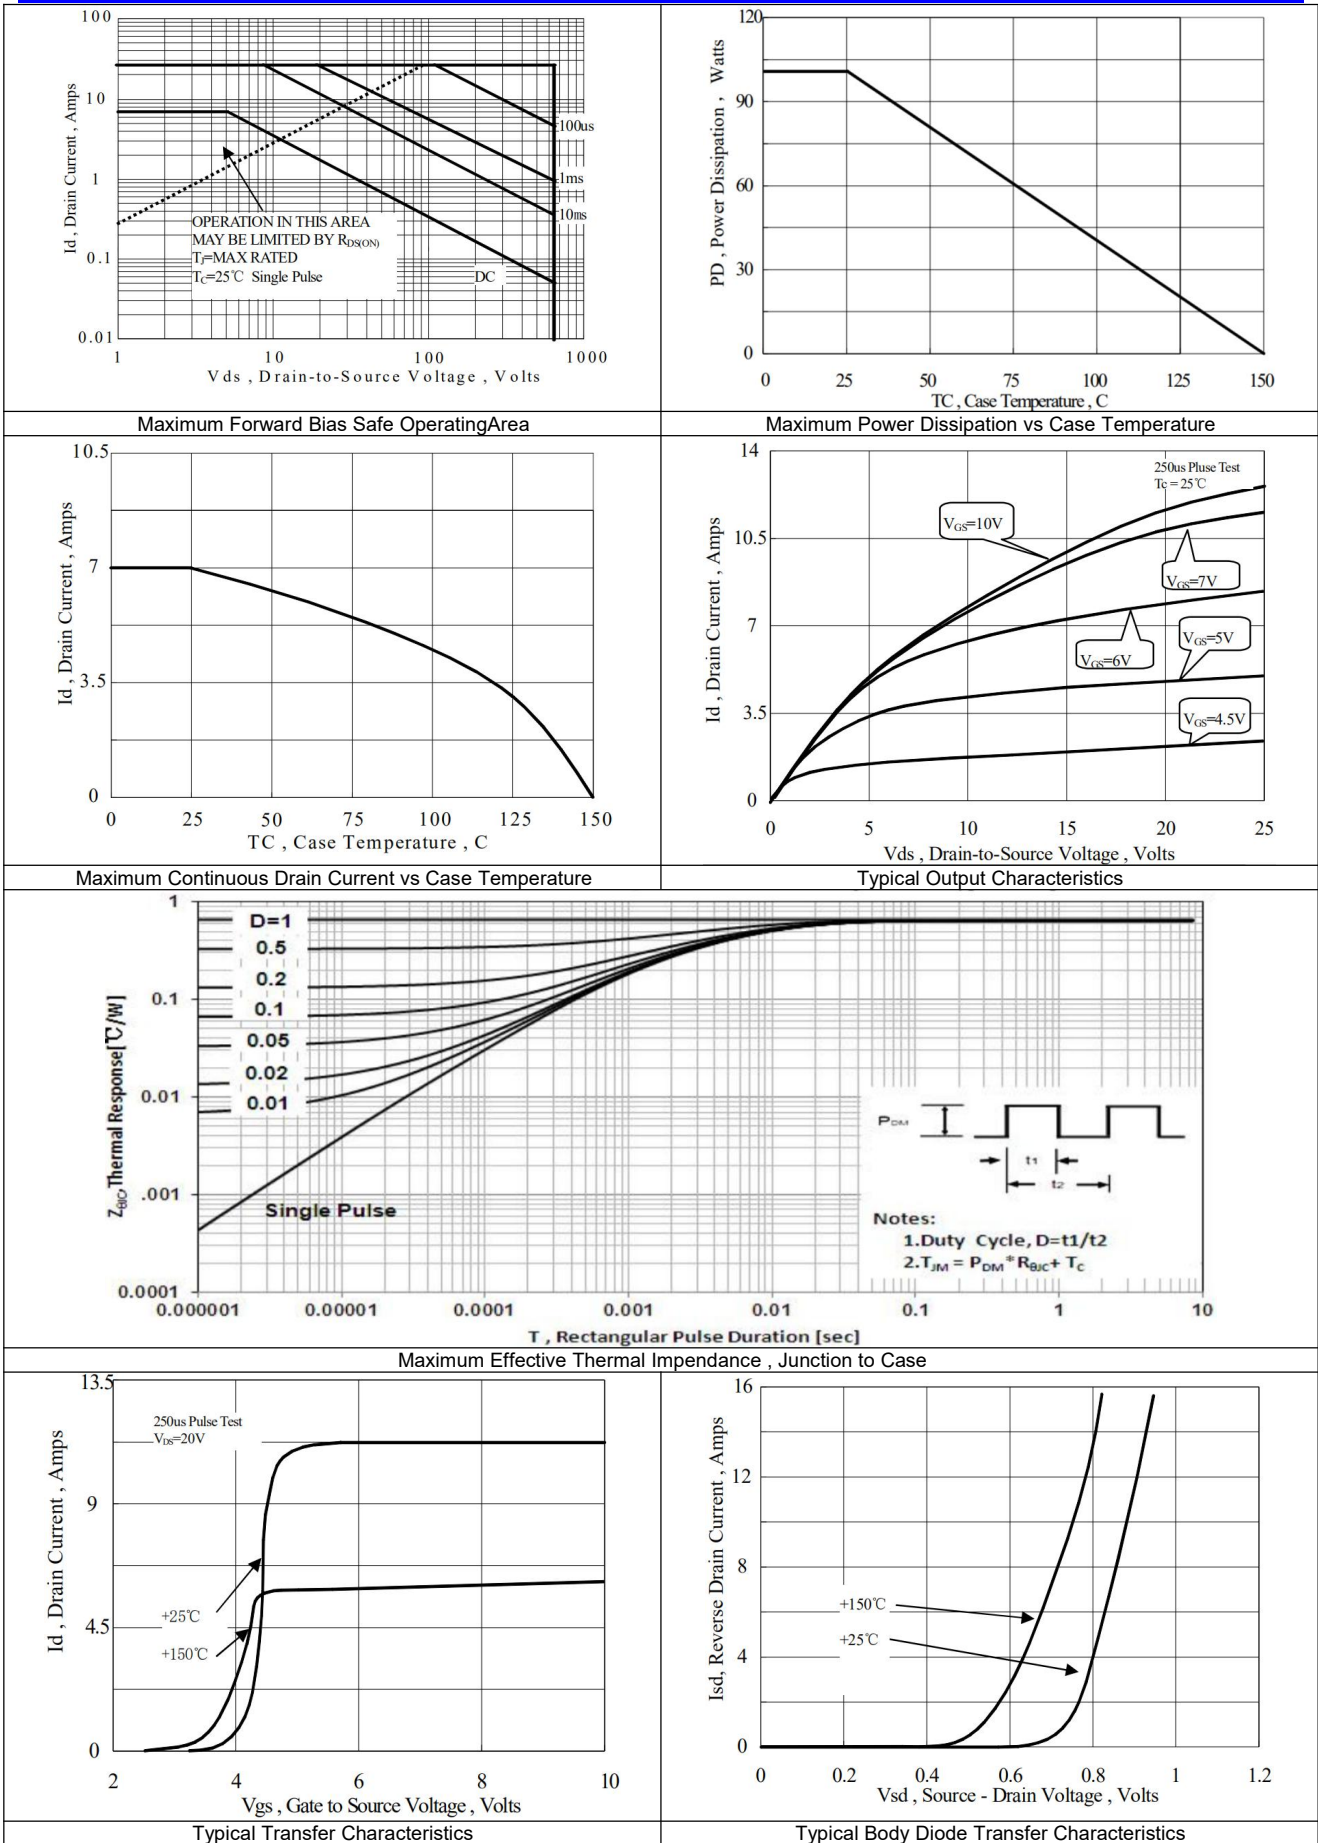 100
10
1
0.1
0.01
Id , Drain Current , Amps
100us
1ms
10ms
OPERATION IN THIS AREA
MAY BE LIMITED BY RDS(ON)
TJ=MAX RATED
TC=25℃ Single Pulse
DC
1 10 100 1000
Vds , Drain-to-Source Voltage , Volts
Maximum Forward Bias Safe OperatingArea
120
90
60
30
0
PD , Power Dissipation , Watts
0 25 50 75 100 125 150
TC , Case Temperature , C
Maximum Power Dissipation vs Case Temperature
10.5
7
3.5
0
Id , Drain Current , Amps
0 25 50 75 100 125 150
TC , Case Temperature , C
Maximum Continuous Drain Current vs Case Temperature
14
10.5
7
3.5
0
Id , Drain Current , Amps
250us Pluse Test
Tc = 25℃
VGS=10V
VGS=7V
VGS=6V
VGS=5V
VGS=4.5V
0 5 10 15 20 25
Vds , Drain-to-Source Voltage , Volts
Typical Output Characteristics
1
0.1
0.01
.001
0.0001
ZθJC,Thermal Response[℃/W]
D=1
0.5
0.2
0.1
0.05
0.02
0.01
Single Pulse
PDM
t1
t2
Notes:
1.Duty Cycle, D=t1/t2
2.TJM = PDM*RθJC+ TC
0.000001 0.00001 0.0001 0.001 0.01 0.1 1 10
T , Rectangular Pulse Duration [sec]
Maximum Effective Thermal Impendance , Junction to Case
13.5
9
4.5
0
Id , Drain Current , Amps
250us Pulse Test
VDS=20V
+25℃
+150℃
2 4 6 8 10
Vgs , Gate to Source Voltage , Volts
Typical Transfer Characteristics
16
12
8
4
0
Isd, Reverse Drain Current , Amps
+150℃
+25℃
0 0.2 0.4 0.6 0.8 1 1.2
Vsd , Source - Drain Voltage , Volts
Typical Body Diode Transfer Characteristics